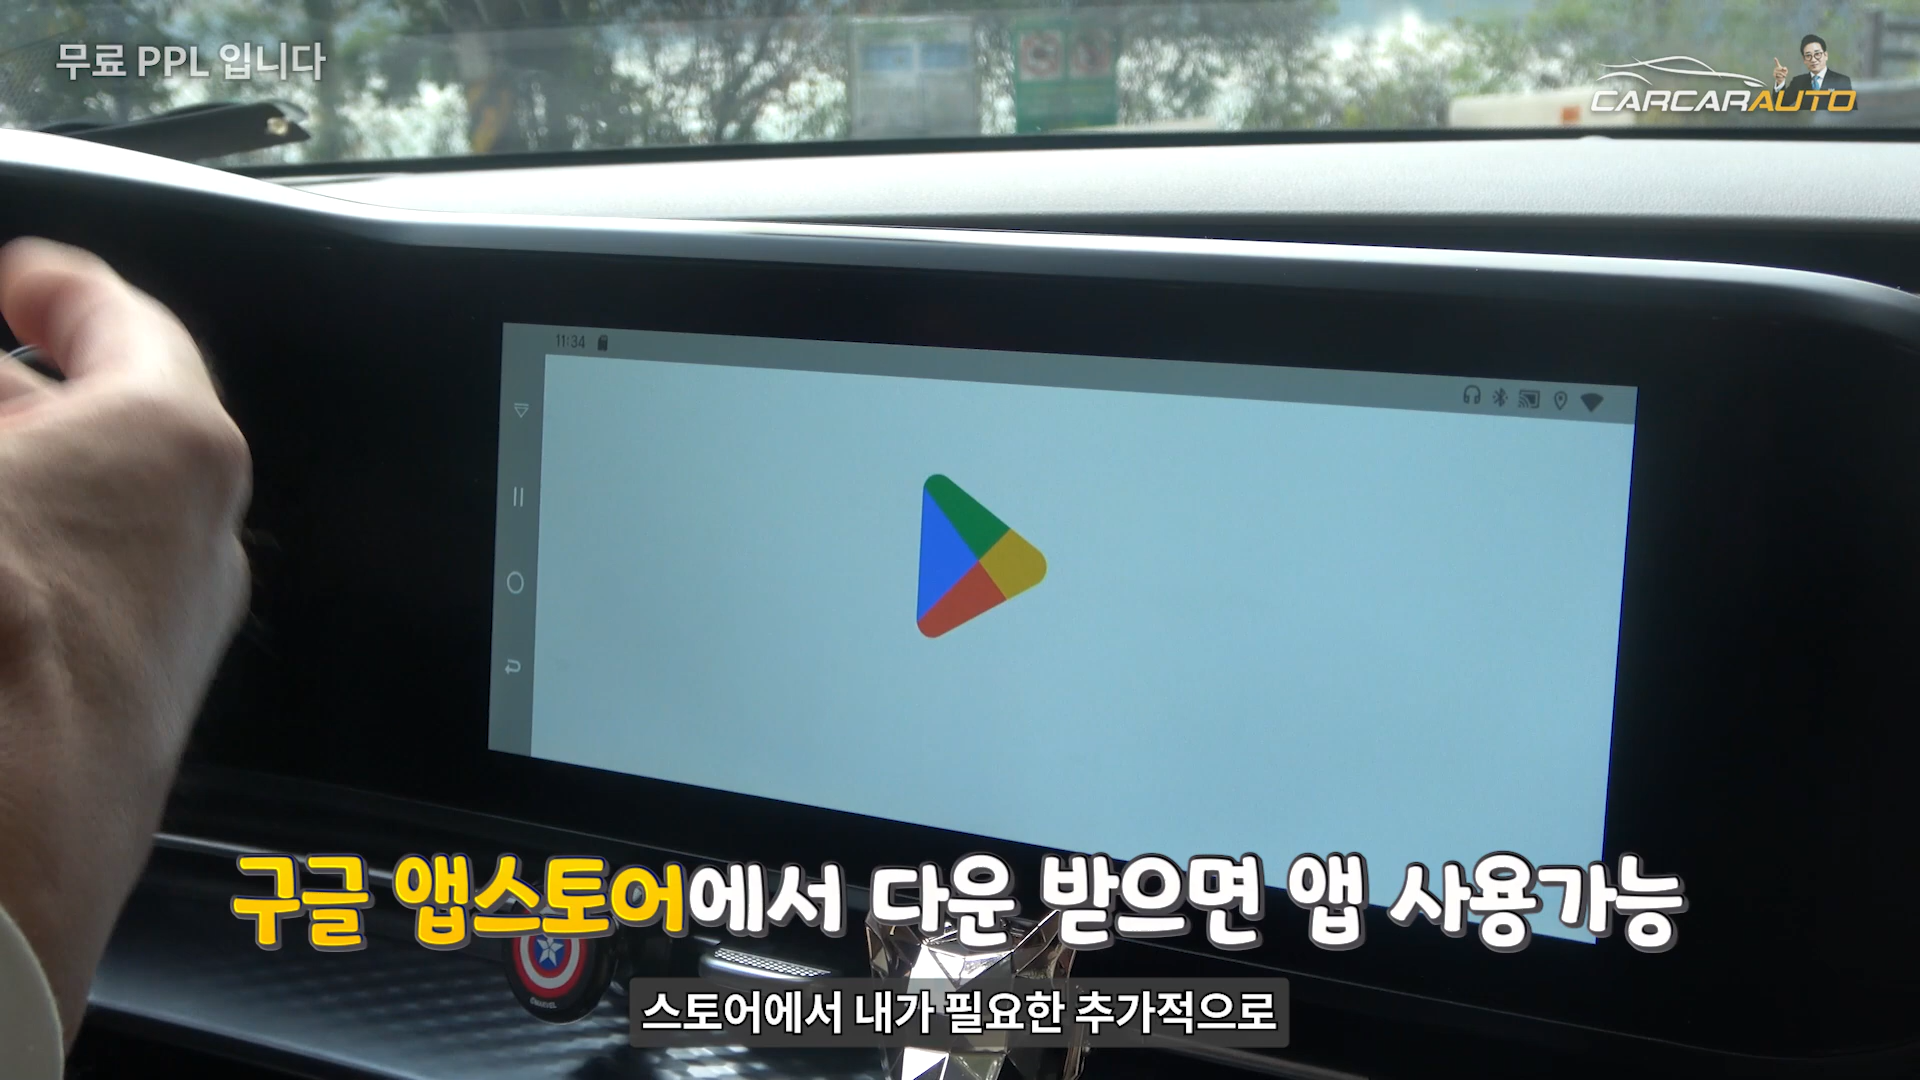 무료 PPL 입니다
CARCARAUTO
11:34
구글 앱스토어에서 다운 받으면 앱 사용가능
MARVEL
스토어에서 내가 필요한 추가적으로